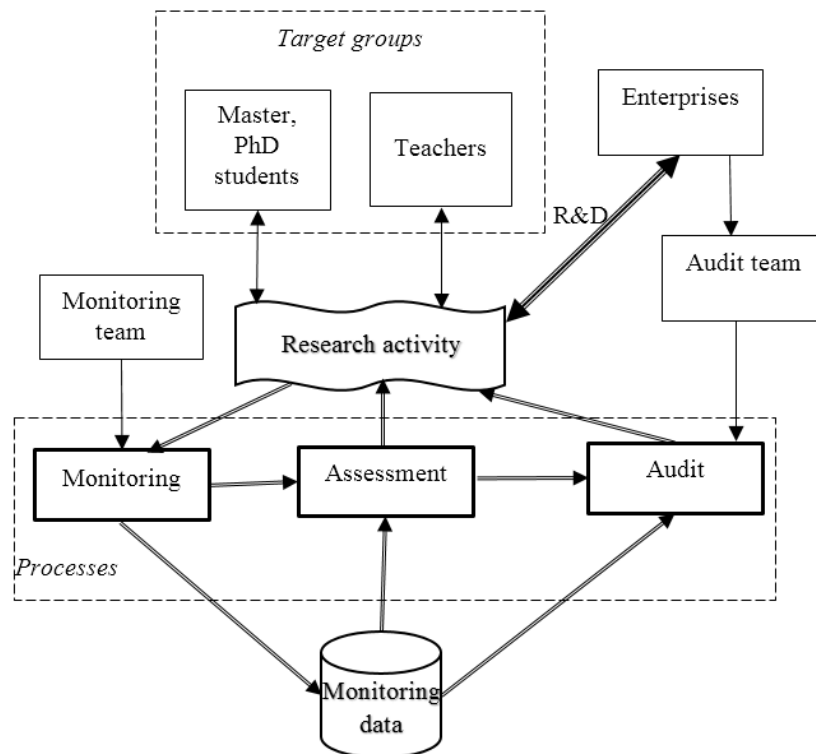 Target groups
Master,
PhD
students
Teachers
Enterprises
R&D
Audit team
Monitoring
team
Research activity
Monitoring
Assessment
Audit
Processes
Monitoring
data